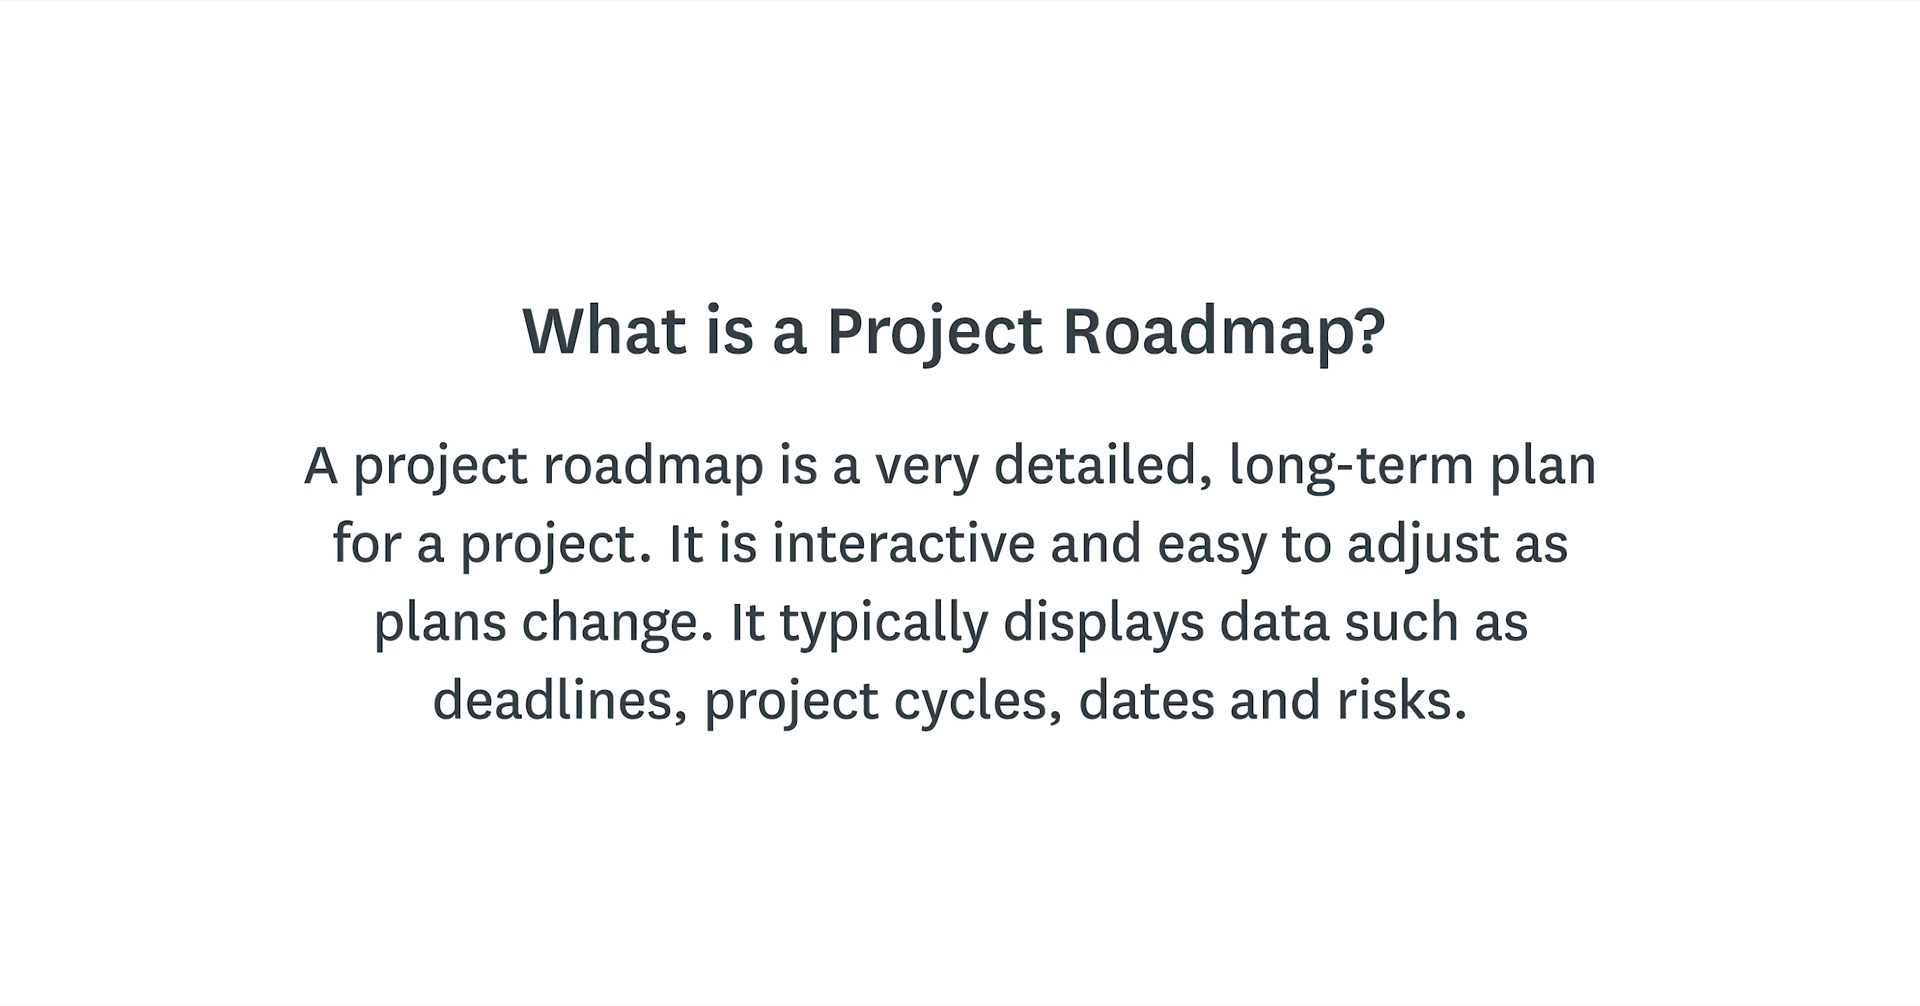 What is a Project Roadmap?
A project roadmap is a very detailed, long-term plan
for a project. It is interactive and easy to adjust as
plans change. It typically displays data such as
deadlines, project cycles, dates and risks.